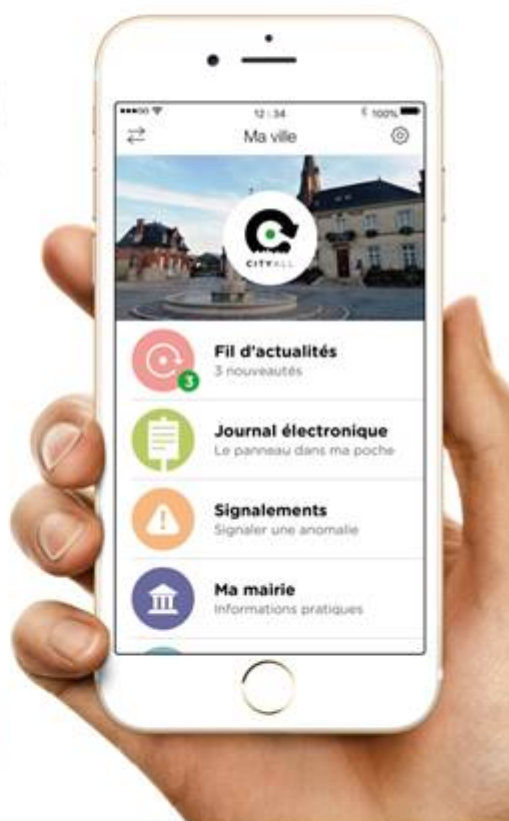 12:34
100%
Ma ville
CITYALL
Fil d'actualités
3 nouveautés
3
Journal électronique
Le panneau dans ma poche
Signalements
Signaler une anomalie
Ma mairie
Informations pratiques